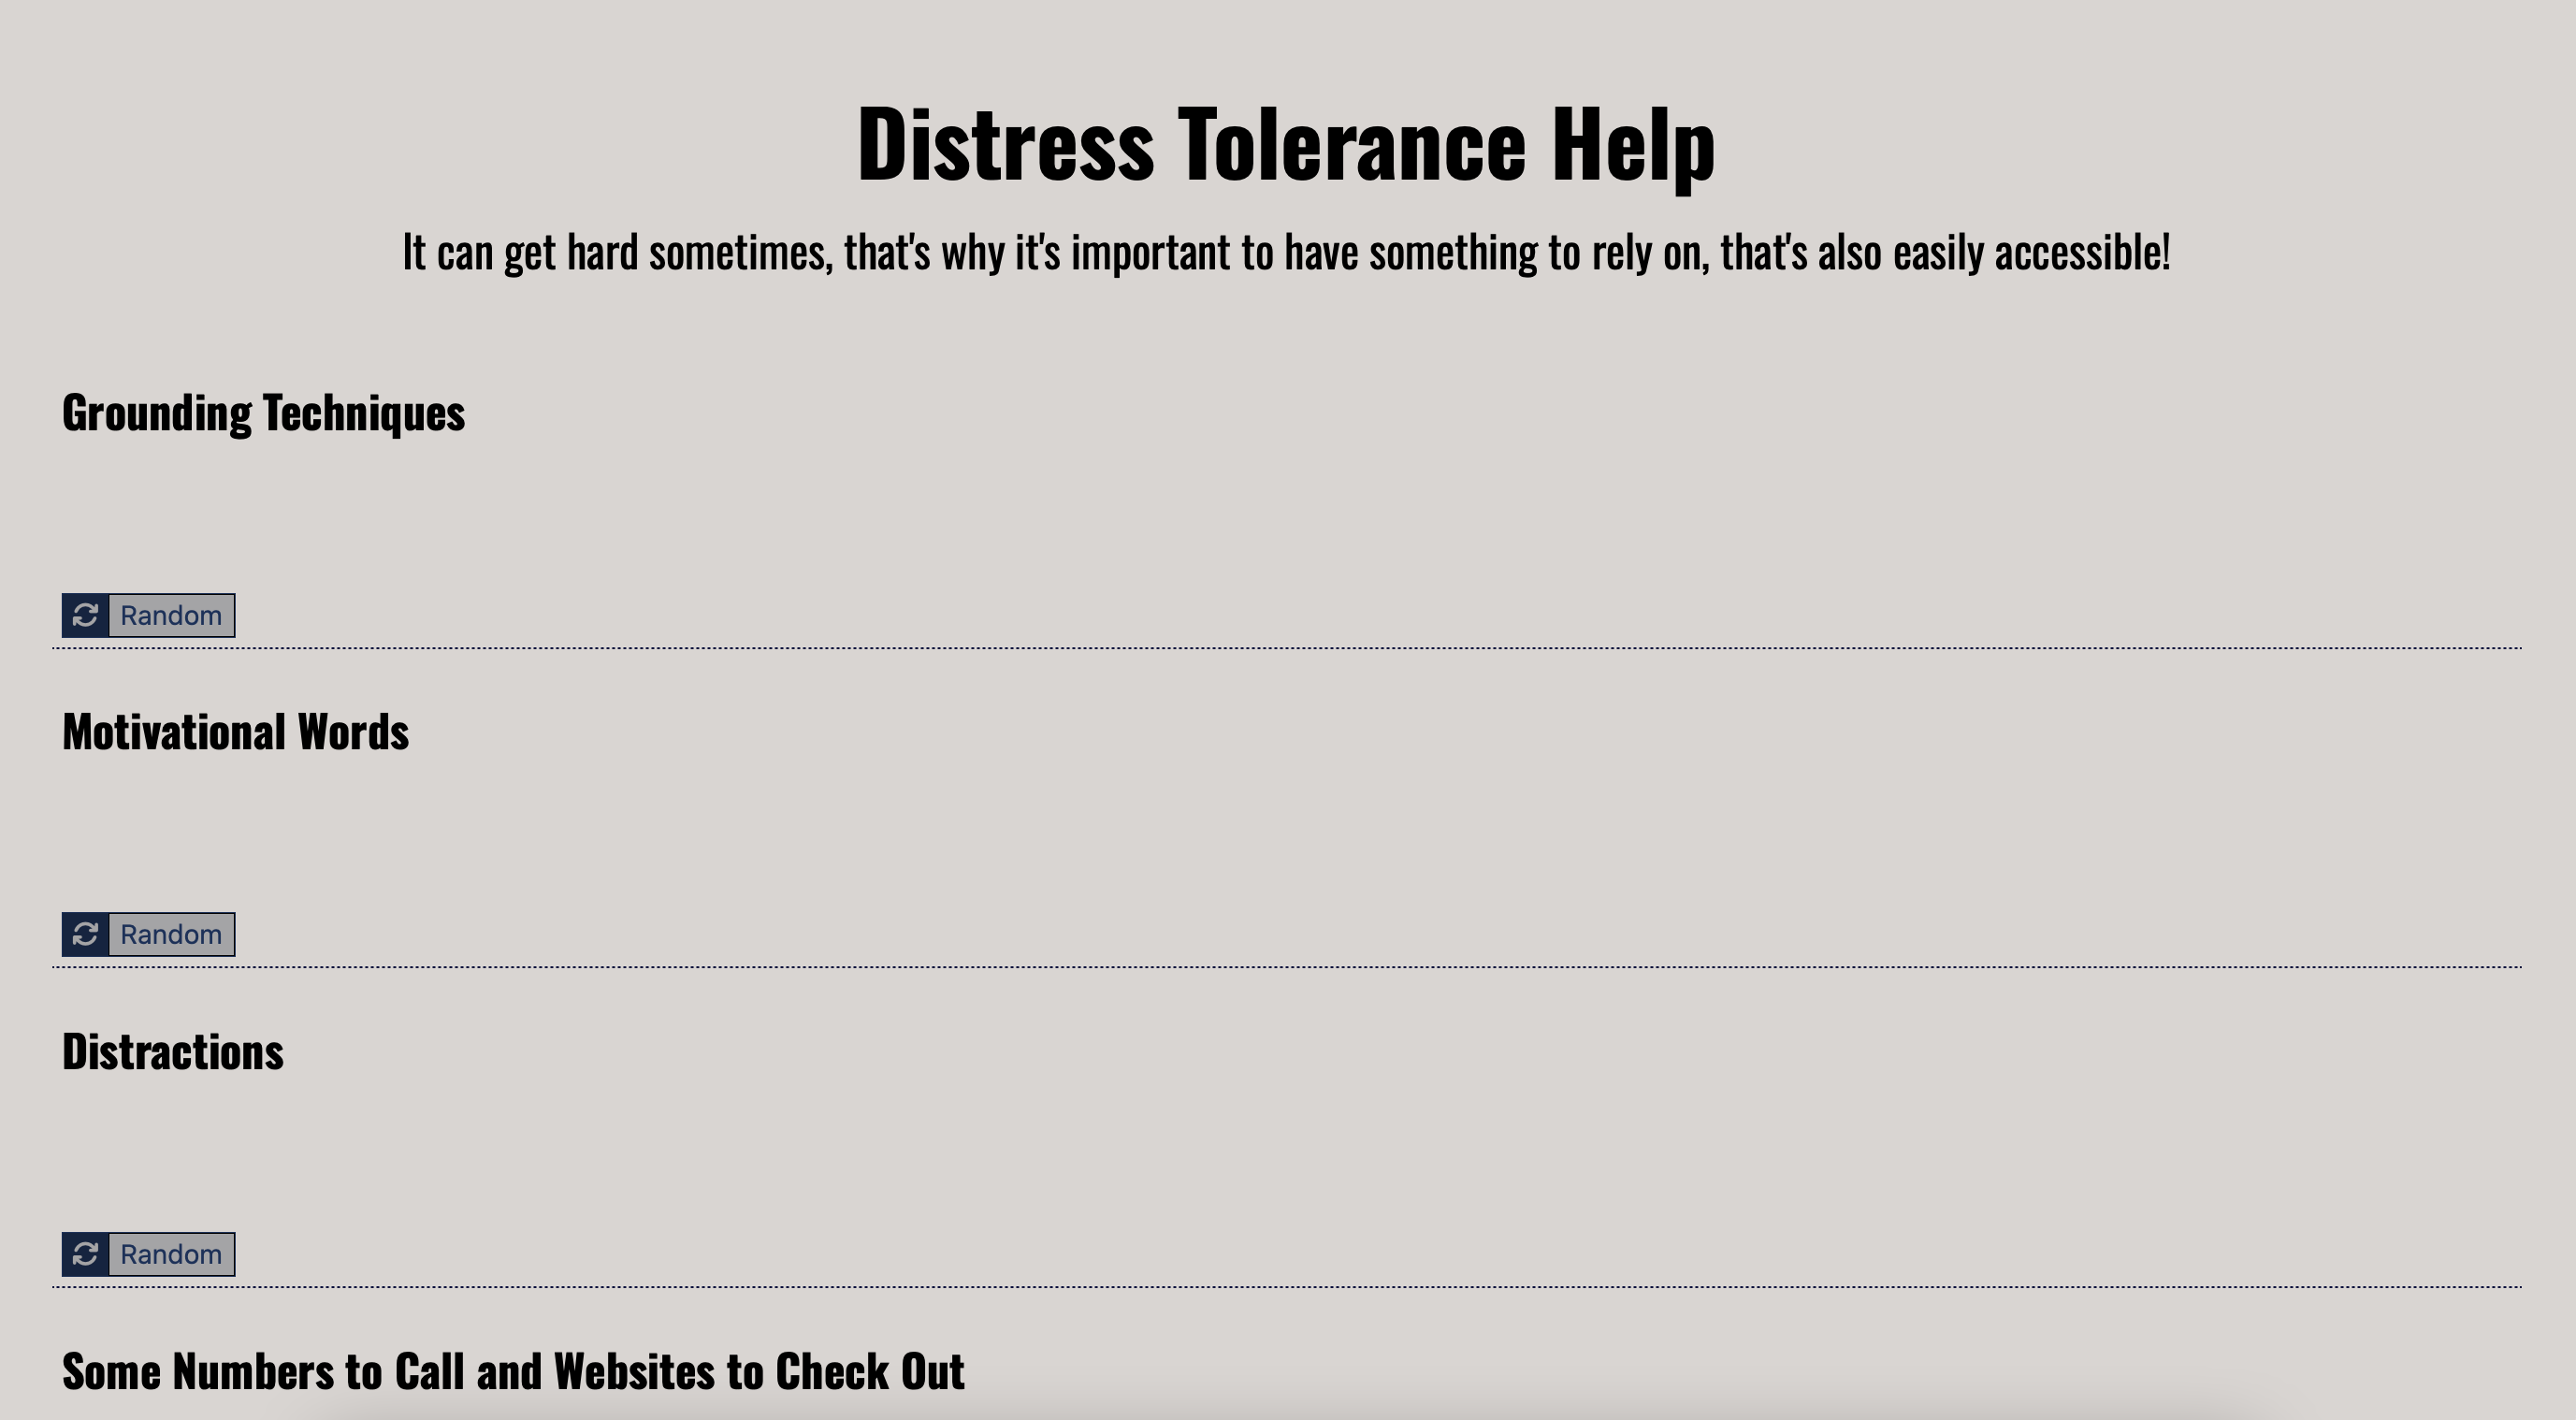 Distress Tolerance Help
It can get hard sometimes, that's why it's important to have something to rely on, that's also easily accessible!
Grounding Techniques
Random
Motivational Words
Random
Distractions
Random
Some Numbers to Call and Websites to Check Out